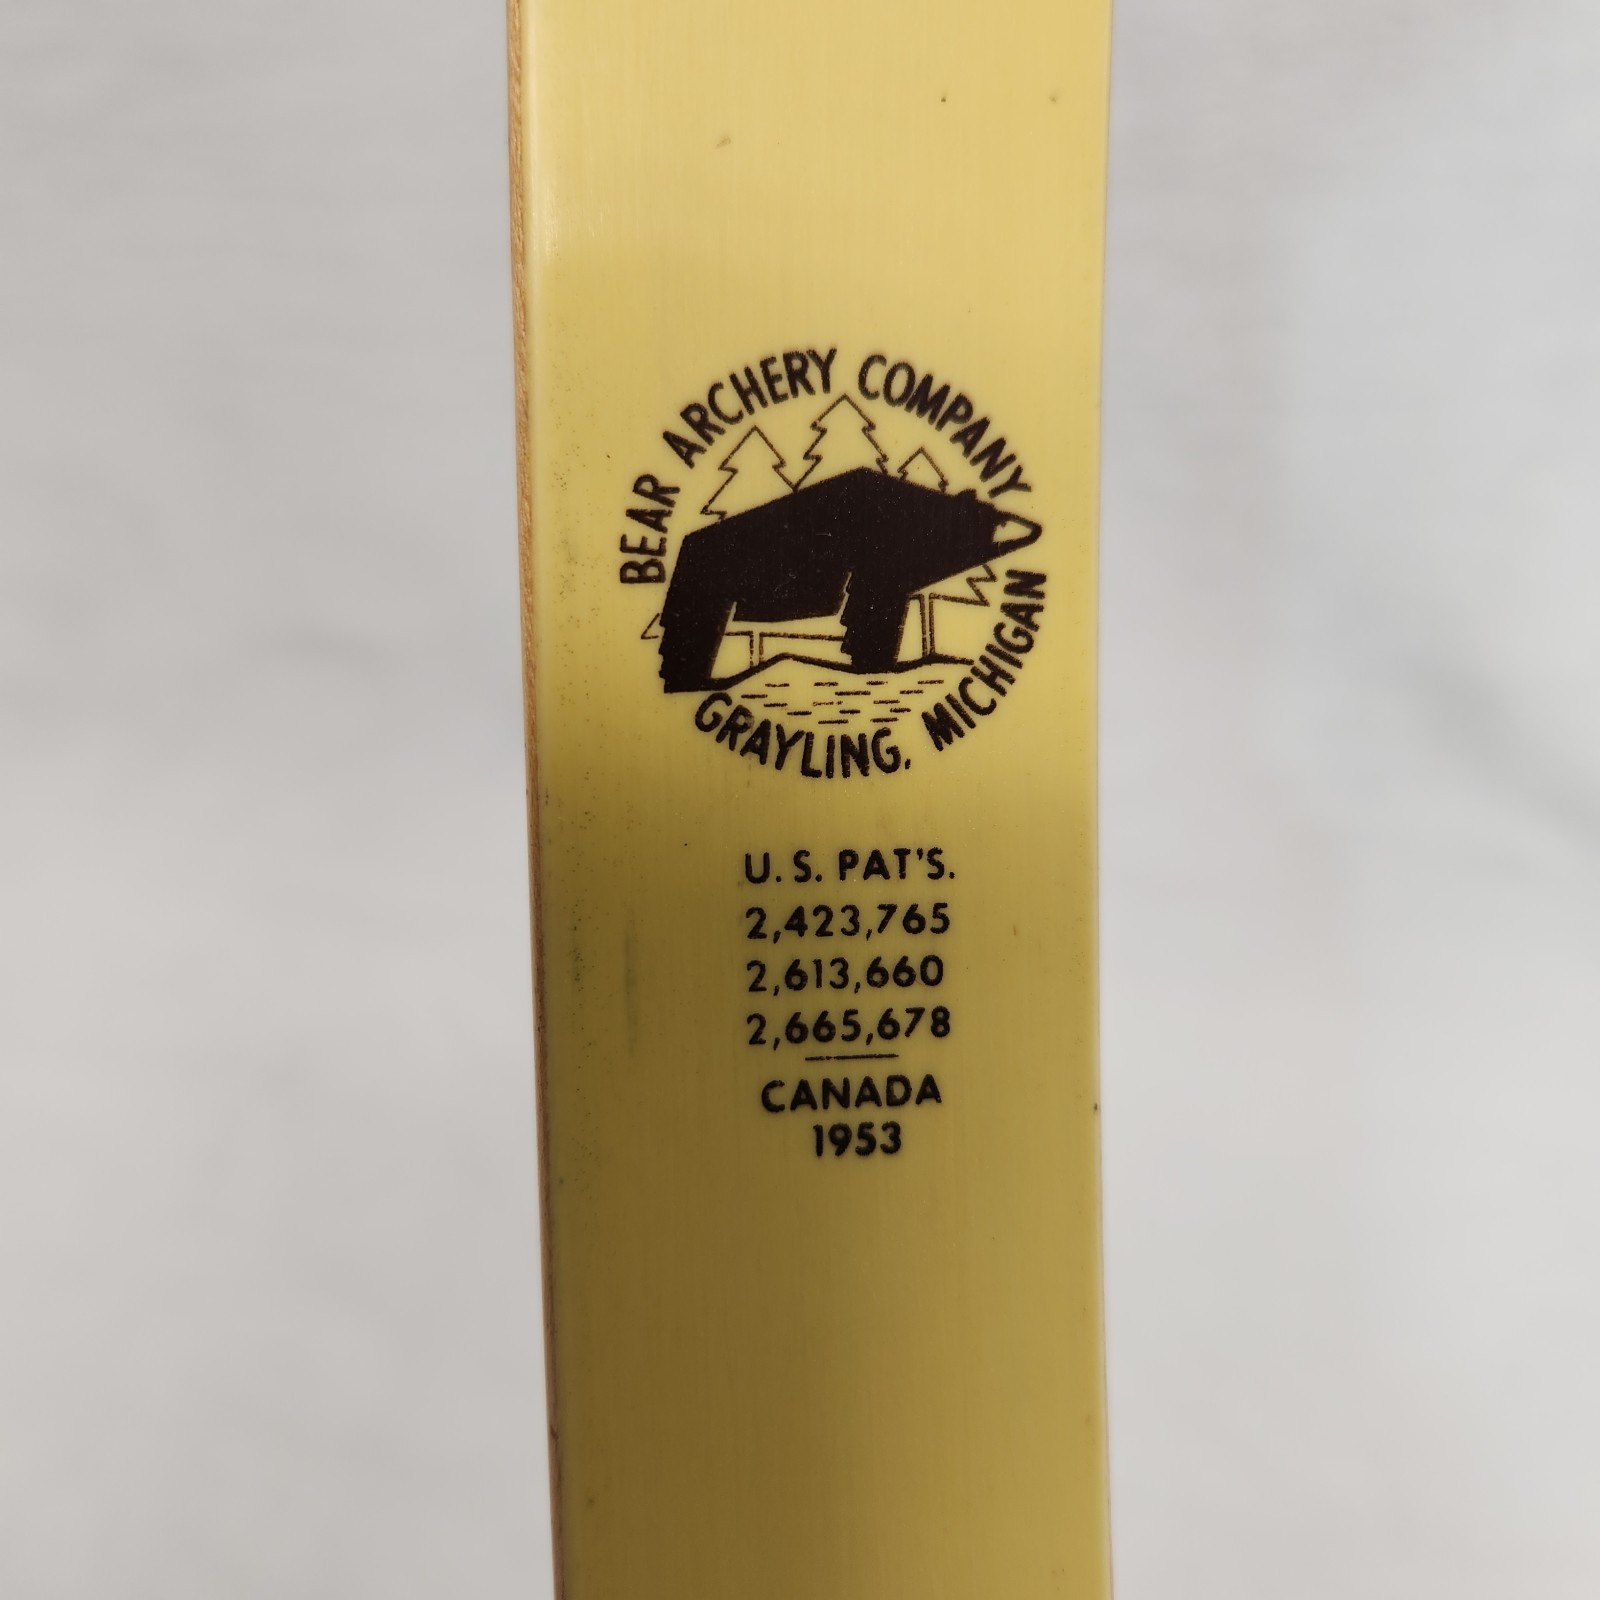 BEAR ARCHERY COMPANY
GRAYLING, MICHIGAN
U.S. PAT'S.
2,423,765
2,613,660
2,665,678
CANADA
1953